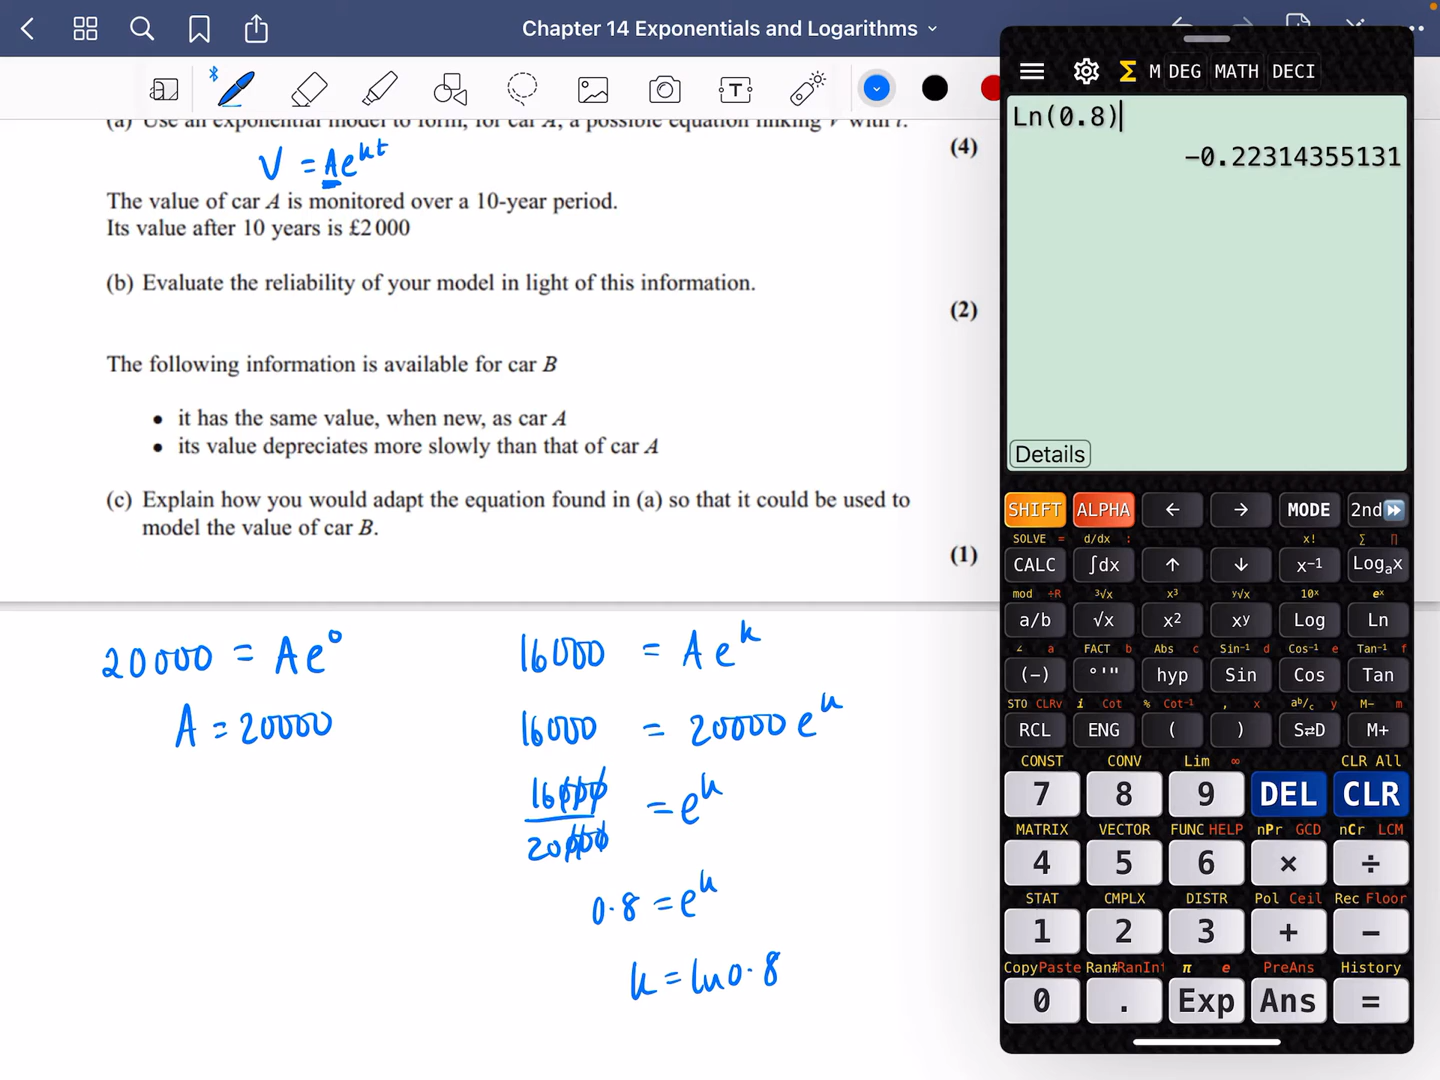 Chapter 14 Exponentials and Logarithms
(a) Use an exponential model to form, for car A, a possible equation linking V with t.
(4)
V = Ae^kt
The value of car A is monitored over a 10-year period.
Its value after 10 years is £2 000
(b) Evaluate the reliability of your model in light of this information.
(2)
The following information is available for car B
• it has the same value, when new, as car A
• its value depreciates more slowly than that of car A
(c) Explain how you would adapt the equation found in (a) so that it could be used to
model the value of car B.
(1)
20000 = Ae^0
A = 20000
16000 = Ae^k
16000 = 20000e^k
16000/20000 = e^k
0.8 = e^k
k = ln0.8
Σ M DEG MATH DECI
Ln(0.8)
-0.22314355131
Details
SHIFT ALPHA ← → MODE 2nd
SOLVE = d/dx : x! ∑ ∏
CALC ∫dx ↑ ↓ x⁻¹ Logₐx
mod ÷R ³√x x³ ʸ√x 10ˣ eˣ
a/b √x x² xʸ Log Ln
∠ a FACT b Abs c Sin⁻¹ d Cos⁻¹ e Tan⁻¹ f
(−) °'" hyp Sin Cos Tan
STO CLRv i Cot % Cot⁻¹ , x aᵇ/c y M− m
RCL ENG ( ) S⇄D M+
CONST CONV Lim ∞ CLR All
7 8 9 DEL CLR
MATRIX VECTOR FUNC HELP nPr GCD nCr LCM
4 5 6 × ÷
STAT CMPLX DISTR Pol Ceil Rec Floor
1 2 3 + −
Copy Paste Ran# RanInt π e PreAns History
0 . Exp Ans =